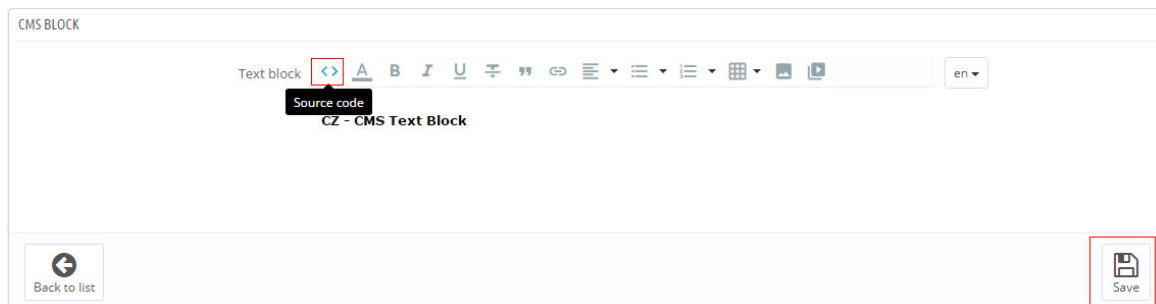 CMS BLOCK
Text block <> A B I U en
Source code
CZ - CMS Text Block
Back to list
Save